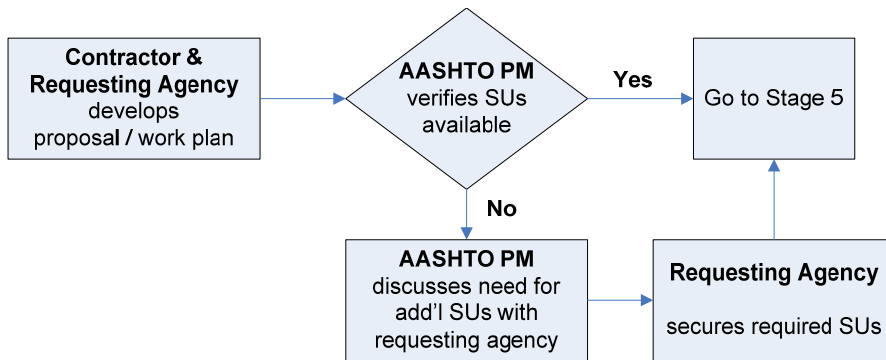 Contractor &
Requesting Agency
develops
proposal / work plan
AASHTO PM
verifies SUs
available
Yes
Go to Stage 5
No
AASHTO PM
discusses need for
add’l SUs with
requesting agency
Requesting Agency
secures required SUs